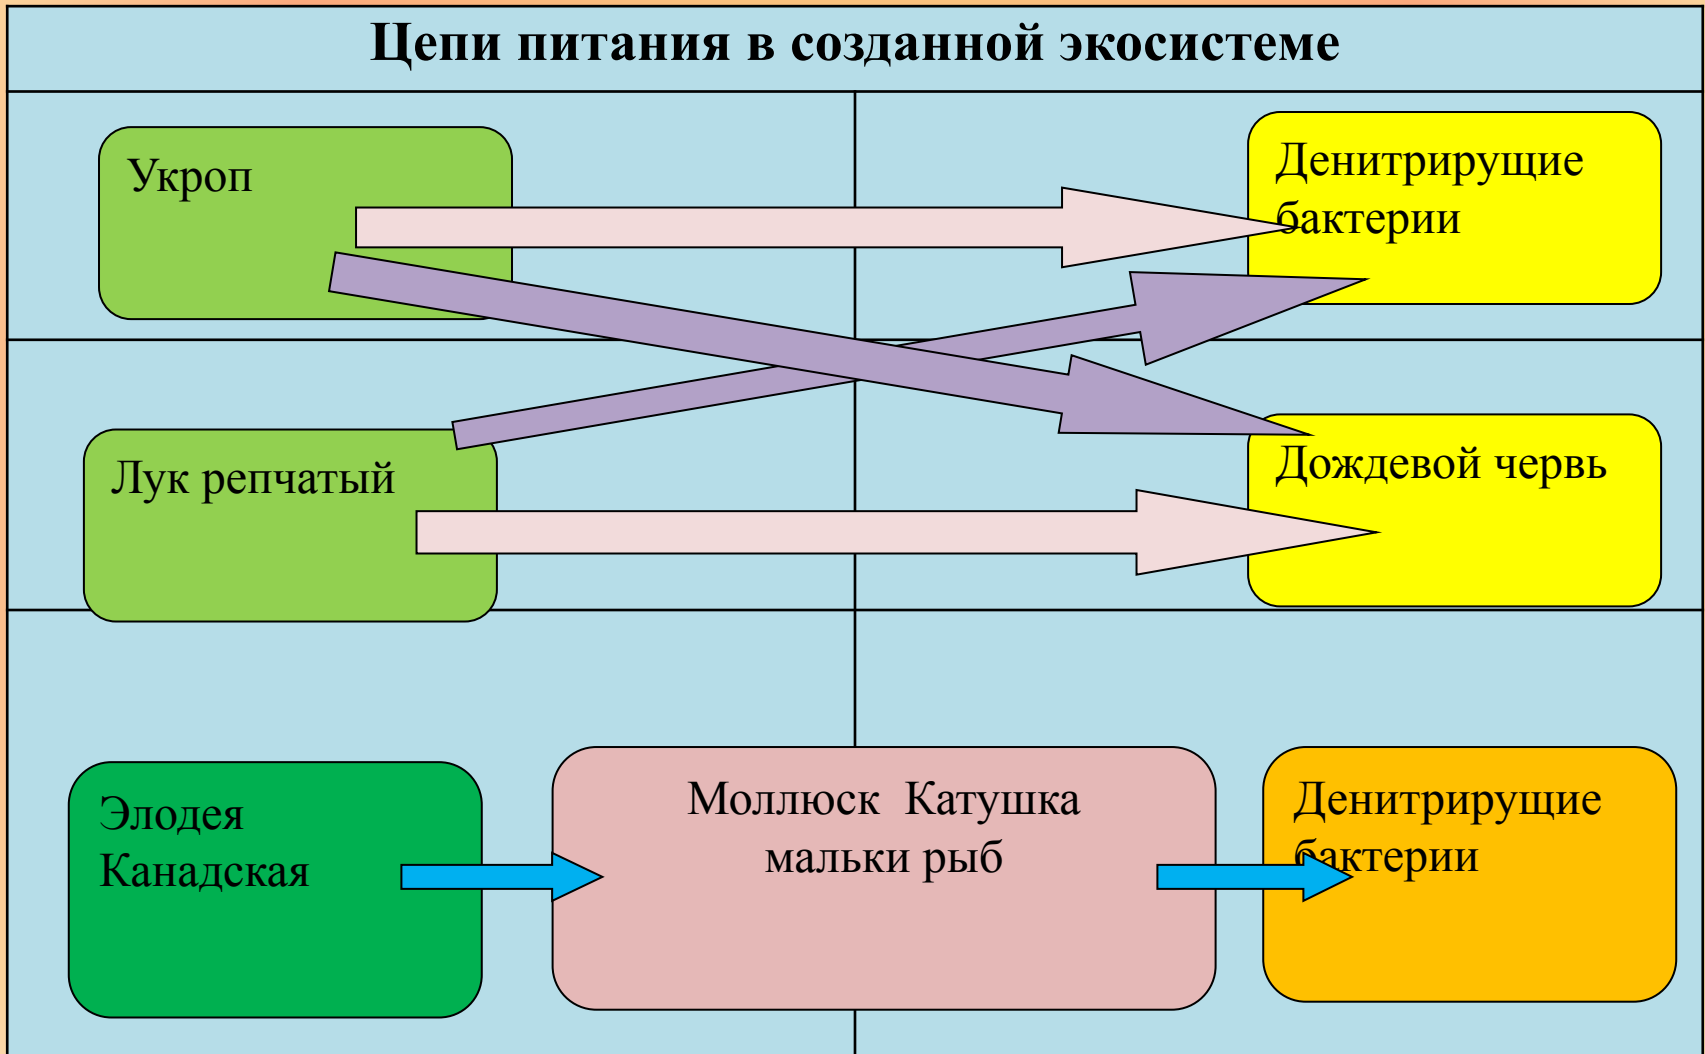 Цепи питания в созданной экосистеме
Укроп
Денитрирущие
бактерии
Лук репчатый
Дождевой червь
Элодея
Канадская
Моллюск Катушка
мальки рыб
Денитрирущие
бактерии